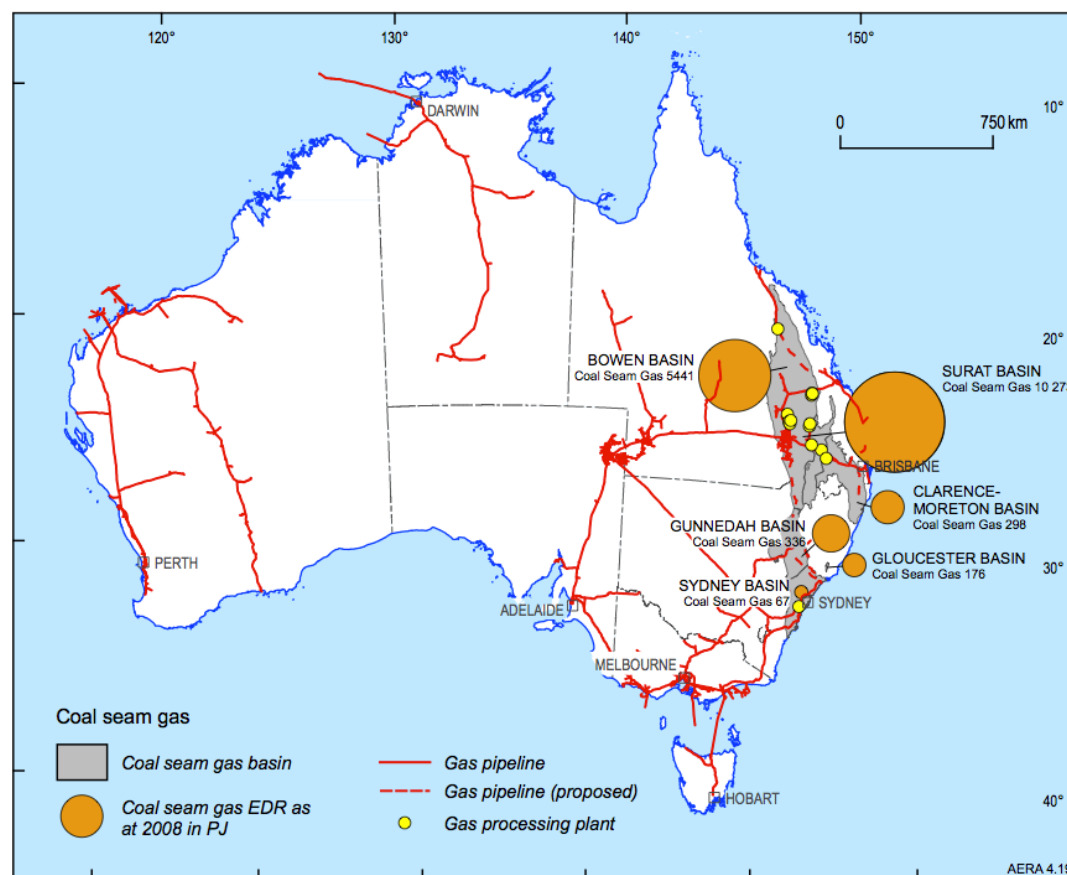 120°
130°
140°
150°
10°
20°
30°
40°
DARWIN
0
750 km
BOWEN BASIN
Coal Seam Gas 5441
SURAT BASIN
Coal Seam Gas 10 27
BRISBANE
CLARENCE-
MORETON BASIN
Coal Seam Gas 298
GUNNEDAH BASIN
Coal Seam Gas 336
GLOUCESTER BASIN
Coal Seam Gas 176
SYDNEY BASIN
Coal Seam Gas 67
SYDNEY
PERTH
ADELAIDE
MELBOURNE
HOBART
Coal seam gas
Coal seam gas basin
Coal seam gas EDR as
at 2008 in PJ
Gas pipeline
Gas pipeline (proposed)
Gas processing plant
AERA 4.19